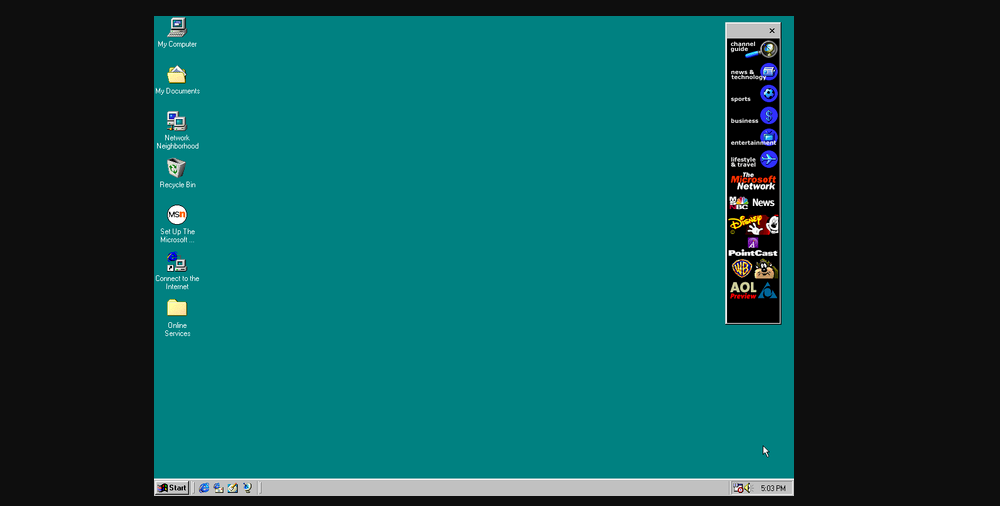 My Computer
My Documents
Network
Neighborhood
Recycle Bin
MSN
Set Up The
Microsoft ...
Connect to the
Internet
Online
Services
channel
guide
news &
technology
sports
business
entertainment
lifestyle
& travel
The
Microsoft
Network
MSNBC News
Disney
PointCast
WB
AOL
Preview
Start
5:03 PM